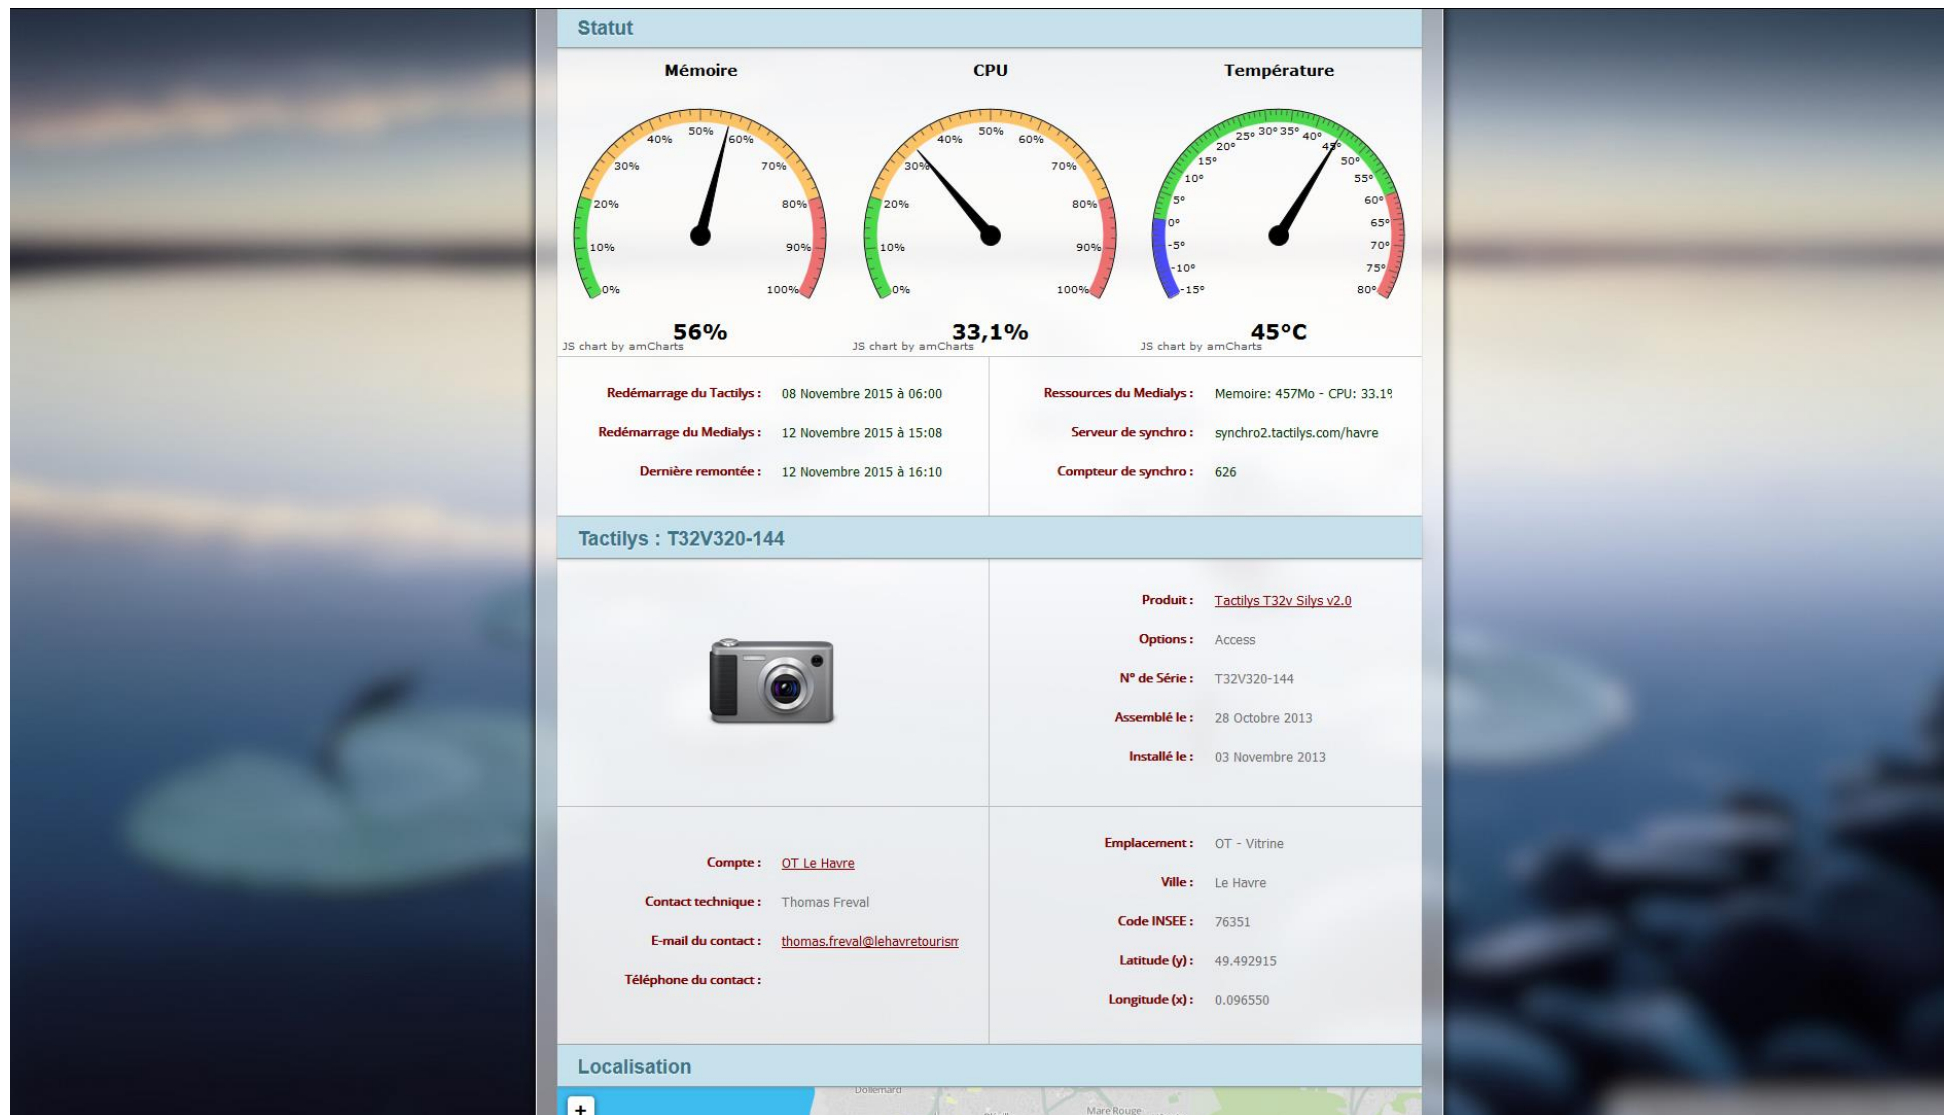 Statut
Mémoire
CPU
Température
0%
10%
20%
30%
40%
50%
60%
70%
80%
90%
100%
0%
10%
20%
30%
40%
50%
60%
70%
80%
90%
100%
-15°
-10°
-5°
0°
5°
10°
15°
20°
25°
30°
35°
40°
45°
50°
55°
60°
65°
70°
75°
80°
56%
33,1%
45°C
JS chart by amCharts
JS chart by amCharts
JS chart by amCharts
Redémarrage du Tactilys : 08 Novembre 2015 à 06:00
Redémarrage du Medialys : 12 Novembre 2015 à 15:08
Dernière remontée : 12 Novembre 2015 à 16:10
Ressources du Medialys : Memoire: 457Mo - CPU: 33.1%
Serveur de synchro : synchro2.tactilys.com/havre
Compteur de synchro : 626
Tactilys : T32V320-144
Produit : Tactilys T32v Silys v2.0
Options : Access
N° de Série : T32V320-144
Assemblé le : 28 Octobre 2013
Installé le : 03 Novembre 2013
Compte : OT Le Havre
Contact technique : Thomas Freval
E-mail du contact : thomas.freval@lehavretourism
Téléphone du contact :
Emplacement : OT - Vitrine
Ville : Le Havre
Code INSEE : 76351
Latitude (y) : 49.492915
Longitude (x) : 0.096550
Localisation
+
Dollemard
Mare Rouge